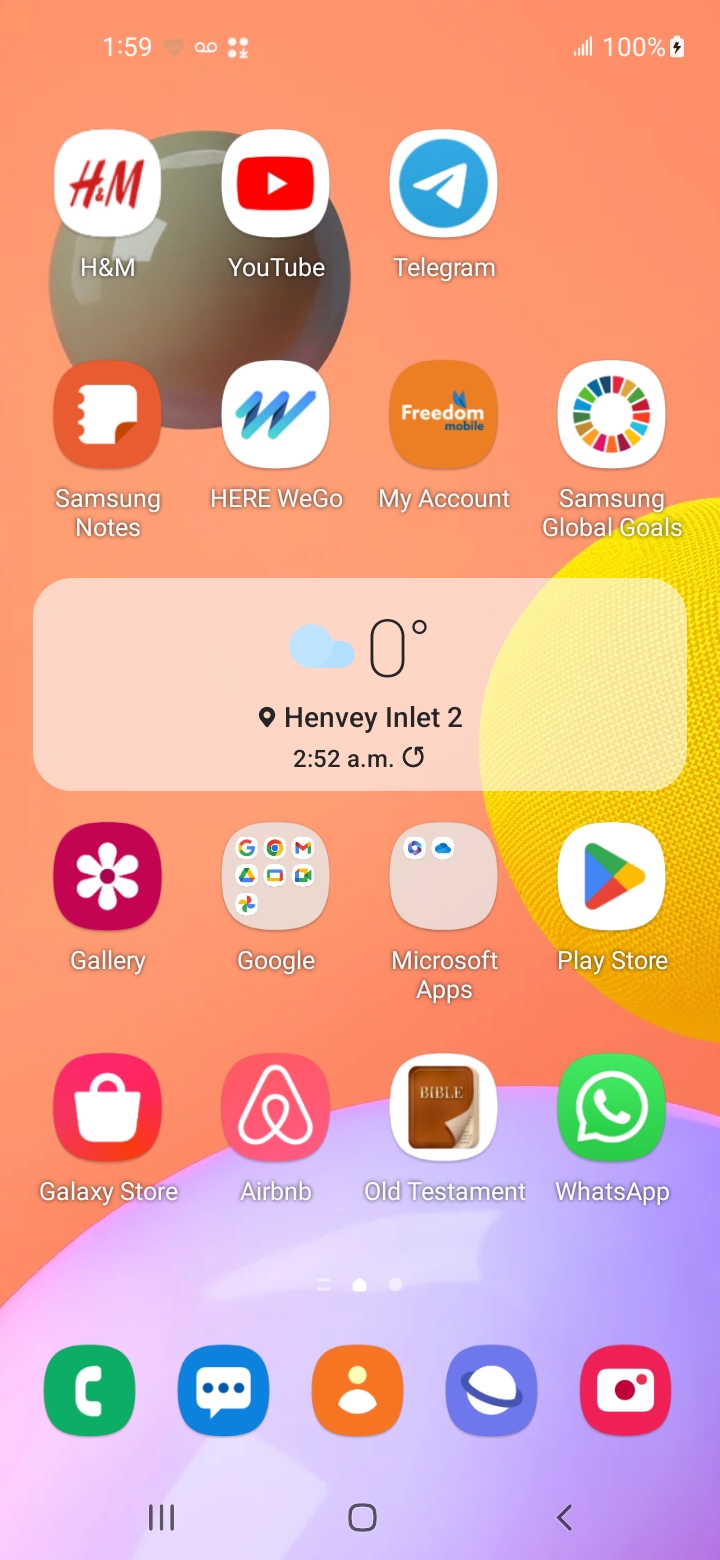 1:59
100%
H&M
YouTube
Telegram
H&M
Freedom
mobile
Samsung
Notes
HERE WeGo
My Account
Samsung
Global Goals
0°
Henvey Inlet 2
2:52 a.m.
Gallery
Google
Microsoft
Apps
Play Store
BIBLE
Galaxy Store
Airbnb
Old Testament
WhatsApp